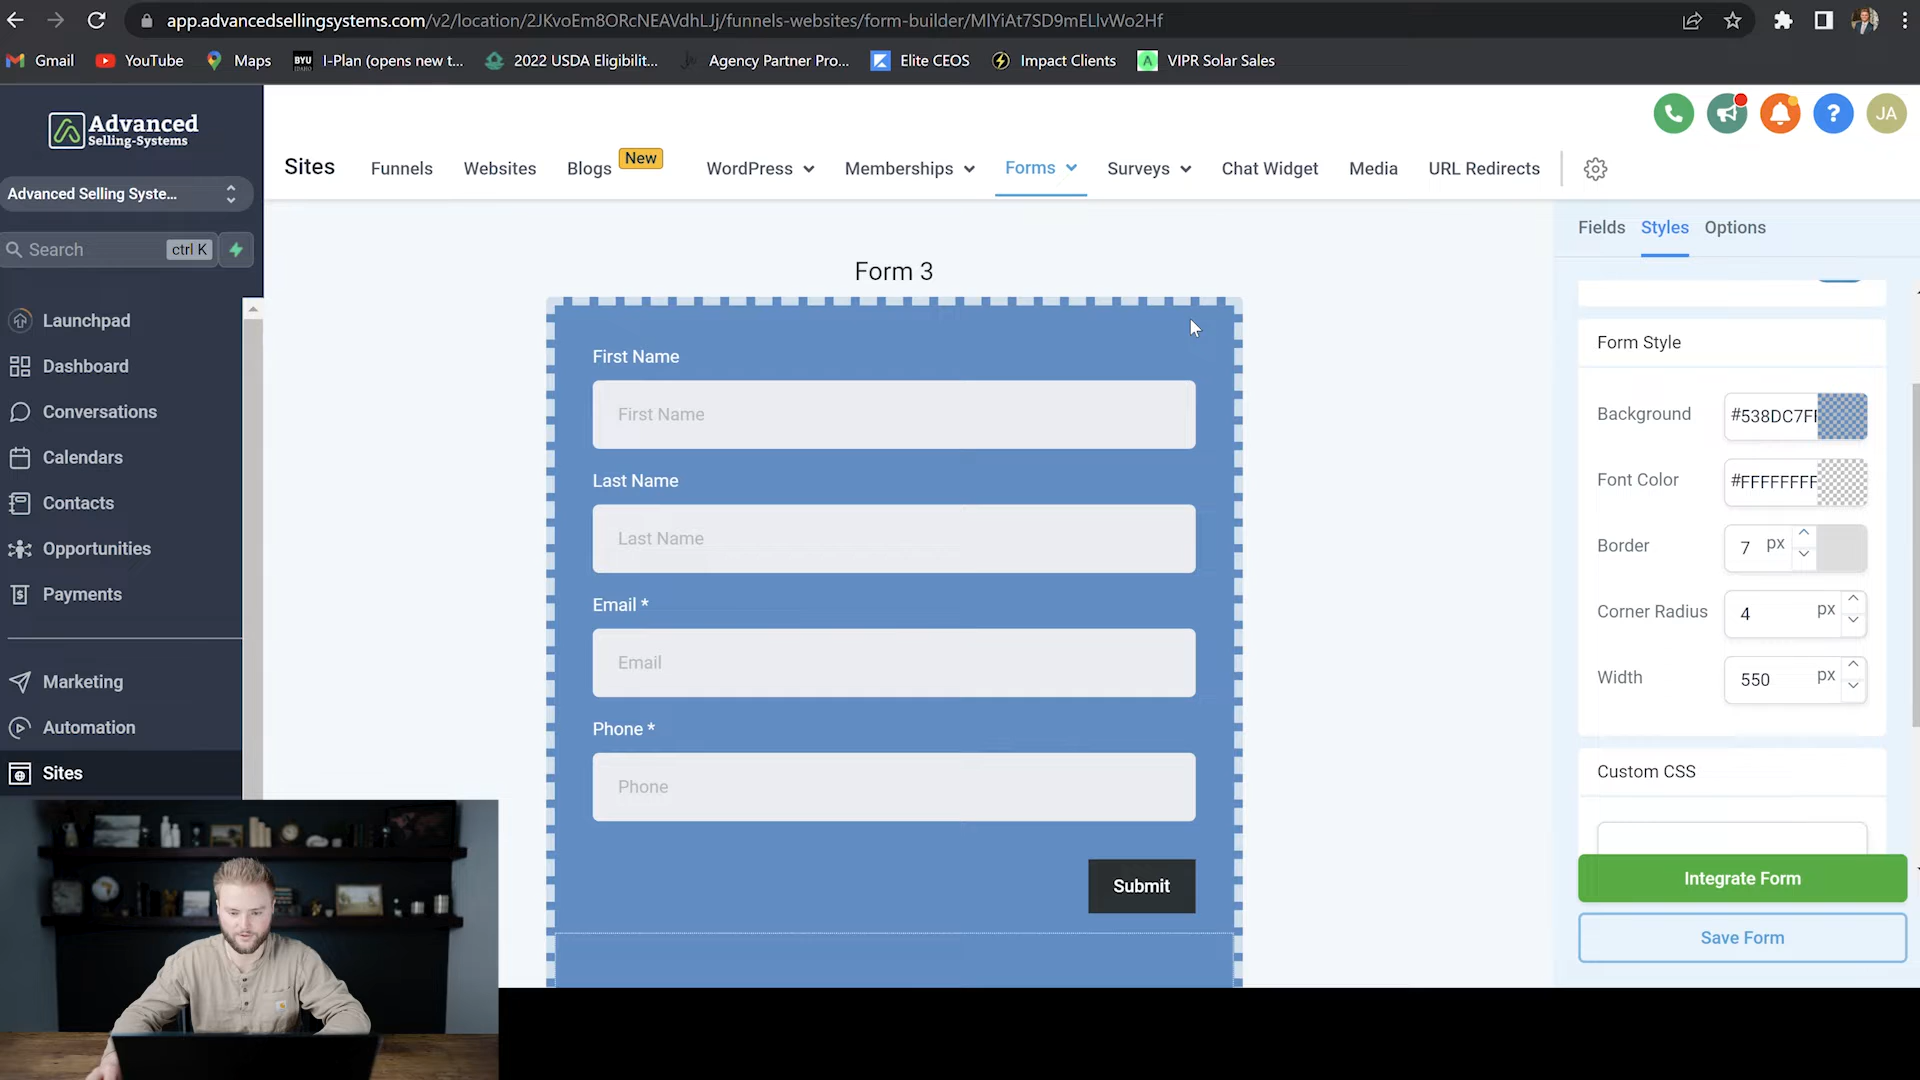 app.advancedsellingsystems.com/v2/location/2JKvoEm8ORcNEAVdhLJj/funnels-websites/form-builder/MlYiAt7SD9mELlvWo2Hf
Gmail
YouTube
Maps
BYU
IDAHO
I-Plan (opens new t...
2022 USDA Eligibilit...
Agency Partner Pro...
Elite CEOS
Impact Clients
VIPR Solar Sales
Advanced
Selling-Systems
Advanced Selling Syste...
Search
ctrl K
Launchpad
Dashboard
Conversations
Calendars
Contacts
Opportunities
Payments
Marketing
Automation
Sites
JA
Sites
Funnels
Websites
Blogs
New
WordPress
Memberships
Forms
Surveys
Chat Widget
Media
URL Redirects
Form 3
First Name
First Name
Last Name
Last Name
Email *
Email
Phone *
Phone
Submit
Fields
Styles
Options
Form Style
Background
#538DC7F
Font Color
#FFFFFFFF
Border
7 px
Corner Radius
4 px
Width
550 px
Custom CSS
Integrate Form
Save Form